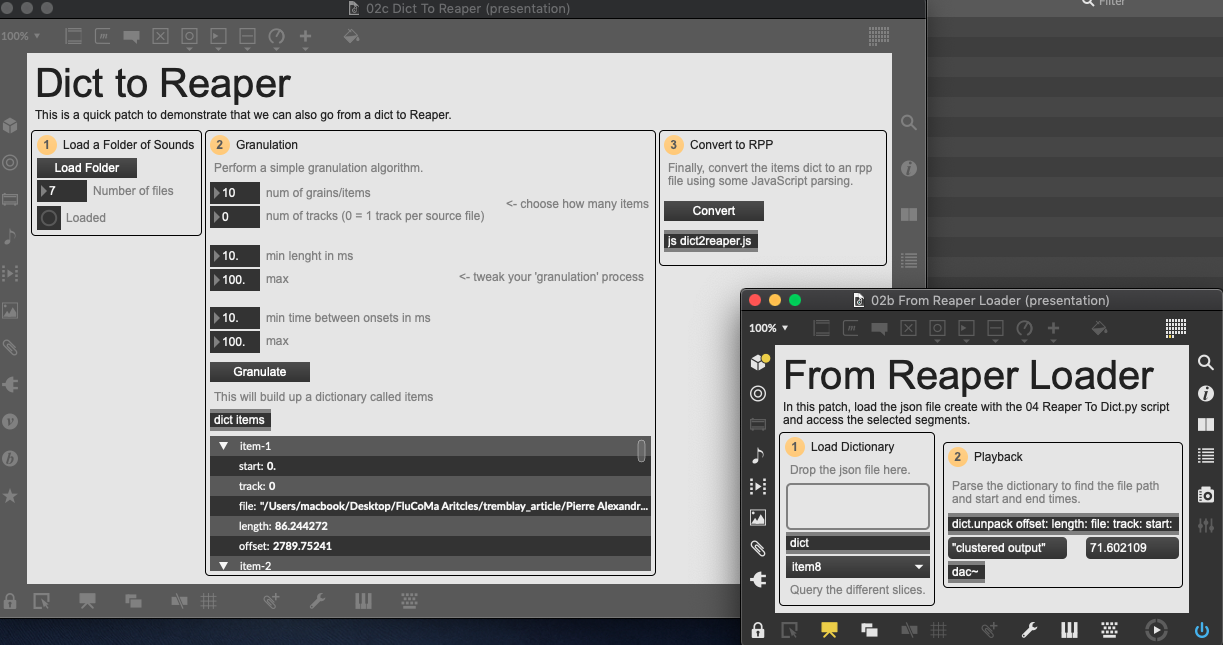 02c Dict To Reaper (presentation)
Filter
100%
Dict to Reaper
This is a quick patch to demonstrate that we can also go from a dict to Reaper.
1 Load a Folder of Sounds
Load Folder
7 Number of files
Loaded
2 Granulation
Perform a simple granulation algorithm.
10 num of grains/items
<- choose how many items
0 num of tracks (0 = 1 track per source file)
10. min lenght in ms
<- tweak your 'granulation' process
100. max
10. min time between onsets in ms
100. max
Granulate
This will build up a dictionary called items
dict items
item-1
start: 0.
track: 0
file: "/Users/macbook/Desktop/FluCoMa Aritcles/tremblay_article/Pierre Alexandr...
length: 86.244272
offset: 2789.75241
item-2
3 Convert to RPP
Finally, convert the items dict to an rpp
file using some JavaScript parsing.
Convert
js dict2reaper.js
02b From Reaper Loader (presentation)
100%
From Reaper Loader
In this patch, load the json file create with the 04 Reaper To Dict.py script
and access the selected segments.
1 Load Dictionary
Drop the json file here.
dict
item8
Query the different slices.
2 Playback
Parse the dictionary to find the file path
and start and end times.
dict.unpack offset: length: file: track: start:
"clustered output" 71.602109
dac~